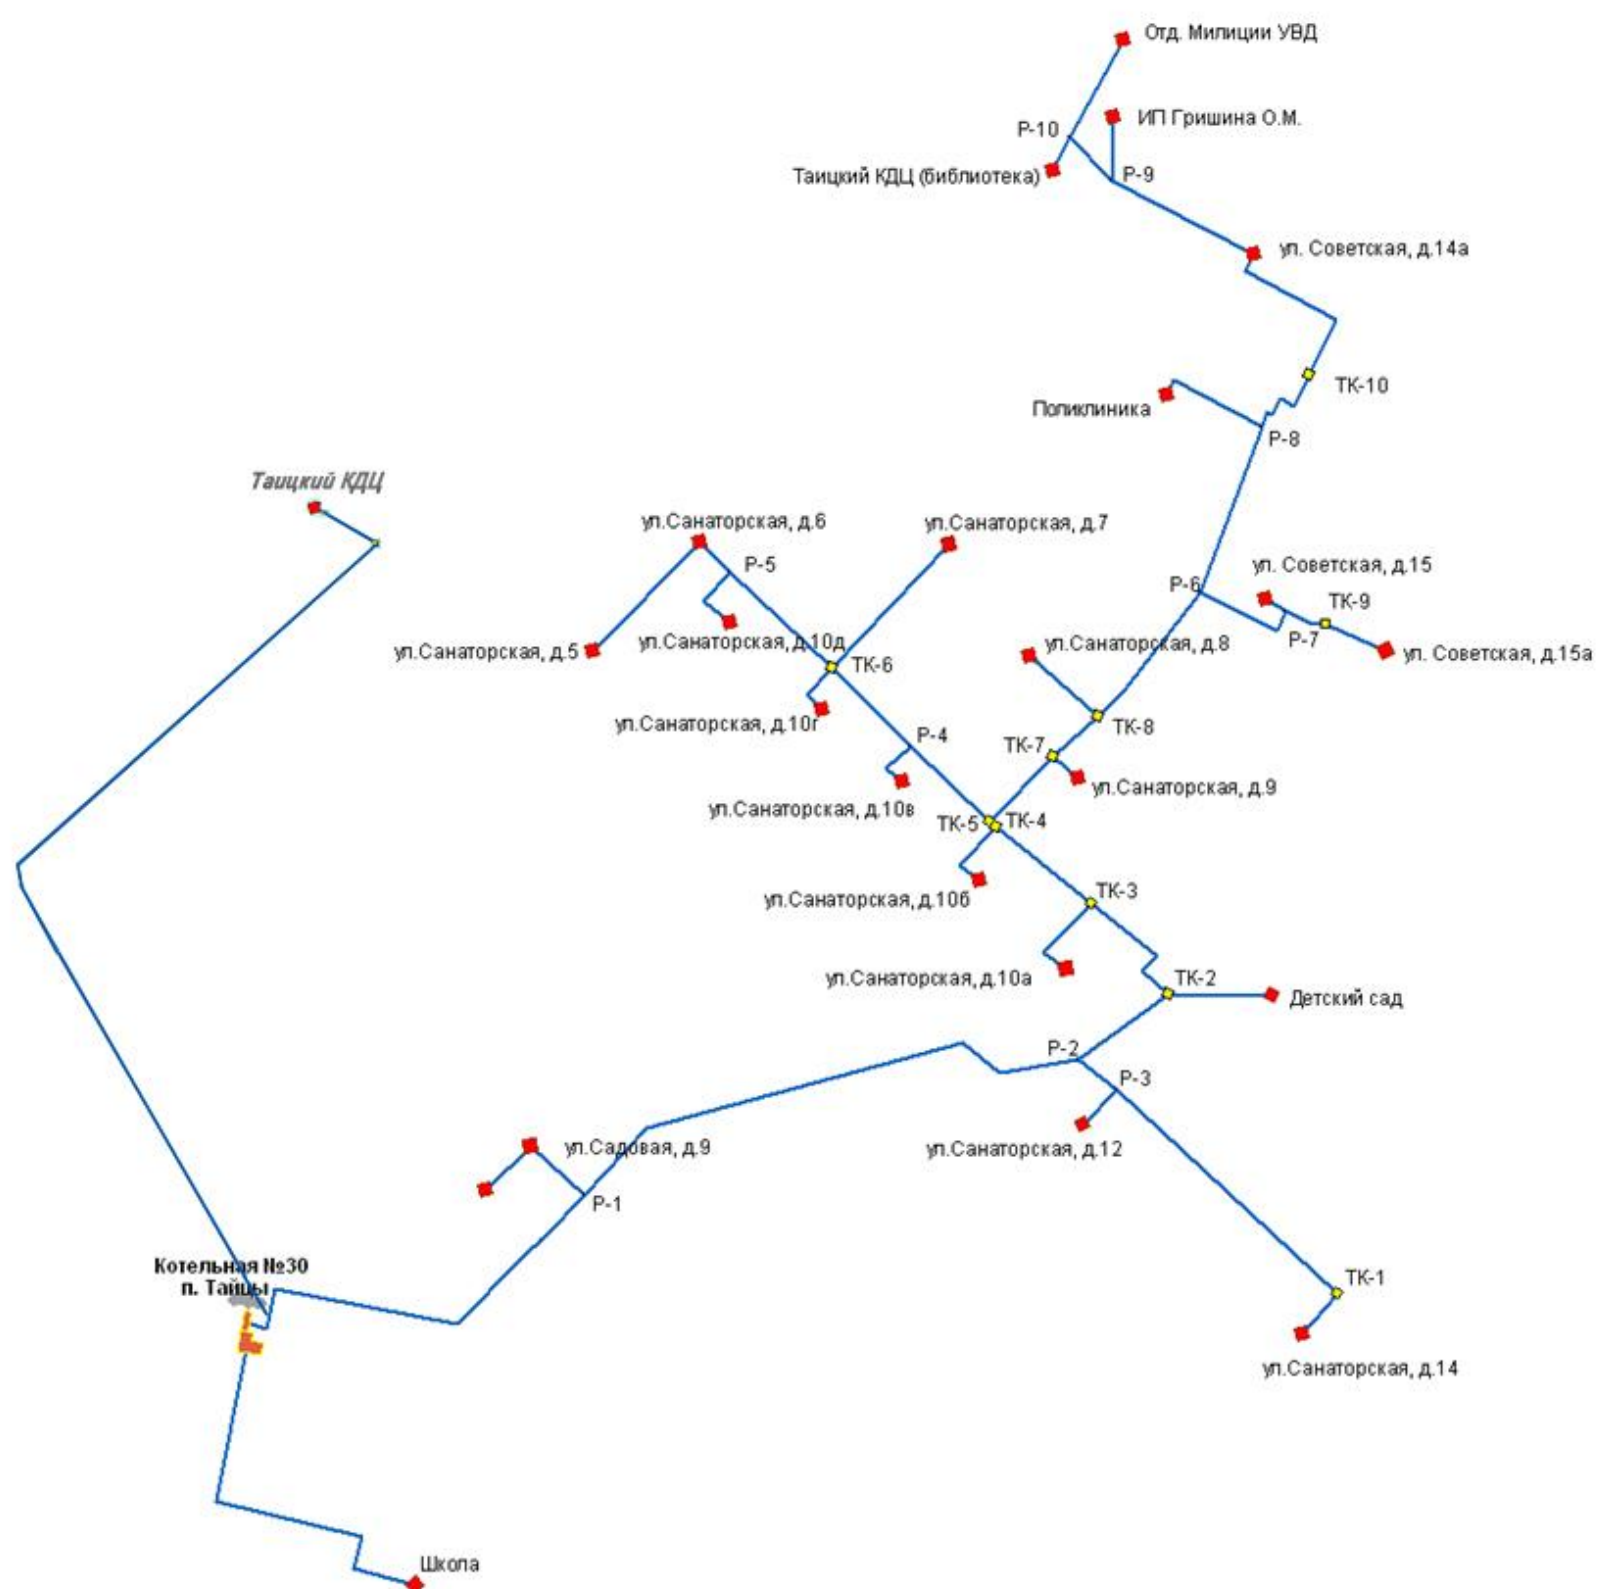 Отд. Милиции УВД
ИП Гришина О.М.
Р-10
Таицкий КДЦ (библиотека)
Р-9
ул. Советская, д.14а
ТК-10
Поликлиника
Р-8
Таицкий КДЦ
ул.Санаторская, д.6
ул.Санаторская, д.7
Р-5
ул. Советская, д.15
Р-6
ТК-9
Р-7
ул.Санаторская, д.10д
ул.Санаторская, д.8
ул.Санаторская, д.5
ул. Советская, д.15а
ТК-6
ул.Санаторская, д.10г
ТК-8
Р-4
ТК-7
ул.Санаторская, д.9
ул.Санаторская, д.10в
ТК-5
ТК-4
ТК-3
ул.Санаторская, д.10б
ул.Санаторская, д.10а
ТК-2
Детский сад
Р-2
Р-3
ул.Садовая, д.9
ул.Санаторская, д.12
Р-1
Котельная №30
п. Тайцы
ТК-1
ул.Санаторская, д.14
Школа